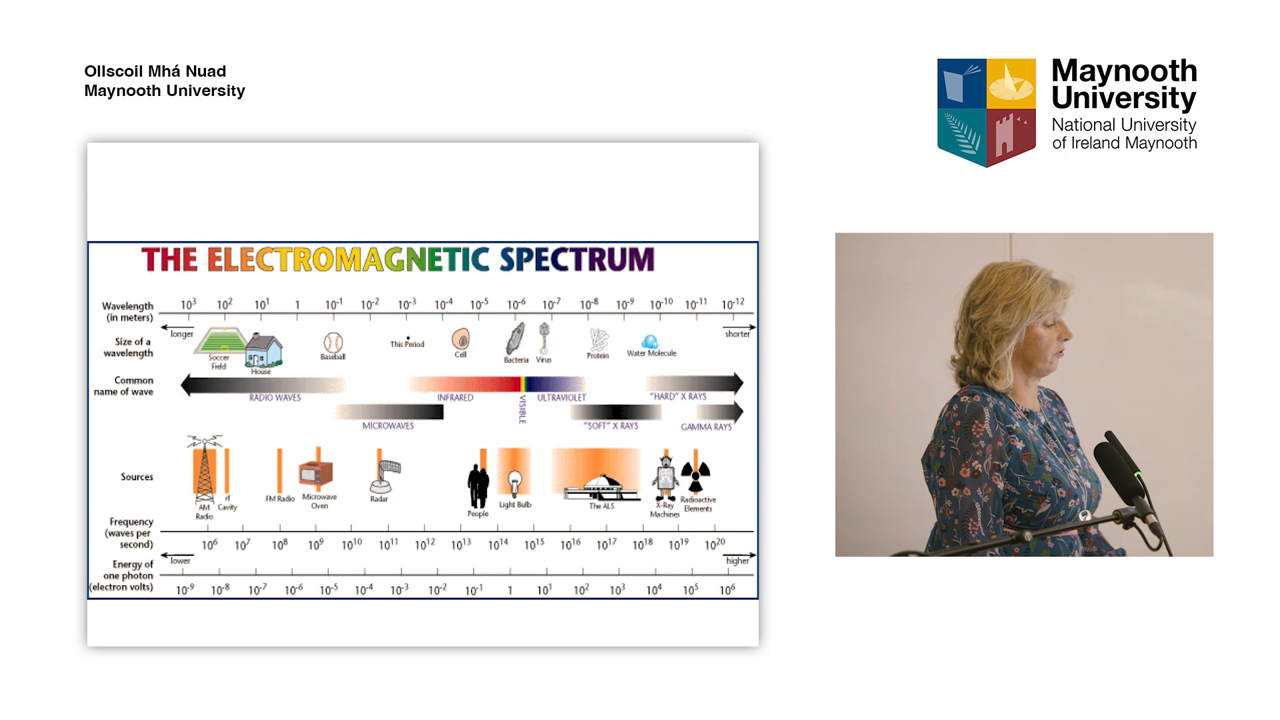 Ollscoil Mhá Nuad
Maynooth University
Maynooth
University
National University
of Ireland Maynooth
THE ELECTROMAGNETIC SPECTRUM
Wavelength
(in meters)
10³ 10² 10¹ 1 10⁻¹ 10⁻² 10⁻³ 10⁻⁴ 10⁻⁵ 10⁻⁶ 10⁻⁷ 10⁻⁸ 10⁻⁹ 10⁻¹⁰ 10⁻¹¹ 10⁻¹²
longer
shorter
Size of a
wavelength
Soccer
Field
House
Baseball
This Period
Cell
Bacteria
Virus
Protein
Water Molecule
Common
name of wave
RADIO WAVES
INFRARED
VISIBLE
ULTRAVIOLET
"HARD" X RAYS
MICROWAVES
"SOFT" X RAYS
GAMMA RAYS
Sources
AM
Radio
rf
Cavity
FM Radio
Microwave
Oven
Radar
People
Light Bulb
The ALS
X-Ray
Machines
Radioactive
Elements
Frequency
(waves per
second)
10⁶ 10⁷ 10⁸ 10⁹ 10¹⁰ 10¹¹ 10¹² 10¹³ 10¹⁴ 10¹⁵ 10¹⁶ 10¹⁷ 10¹⁸ 10¹⁹ 10²⁰
lower
higher
Energy of
one photon
(electron volts)
10⁻⁹ 10⁻⁸ 10⁻⁷ 10⁻⁶ 10⁻⁵ 10⁻⁴ 10⁻³ 10⁻² 10⁻¹ 1 10¹ 10² 10³ 10⁴ 10⁵ 10⁶